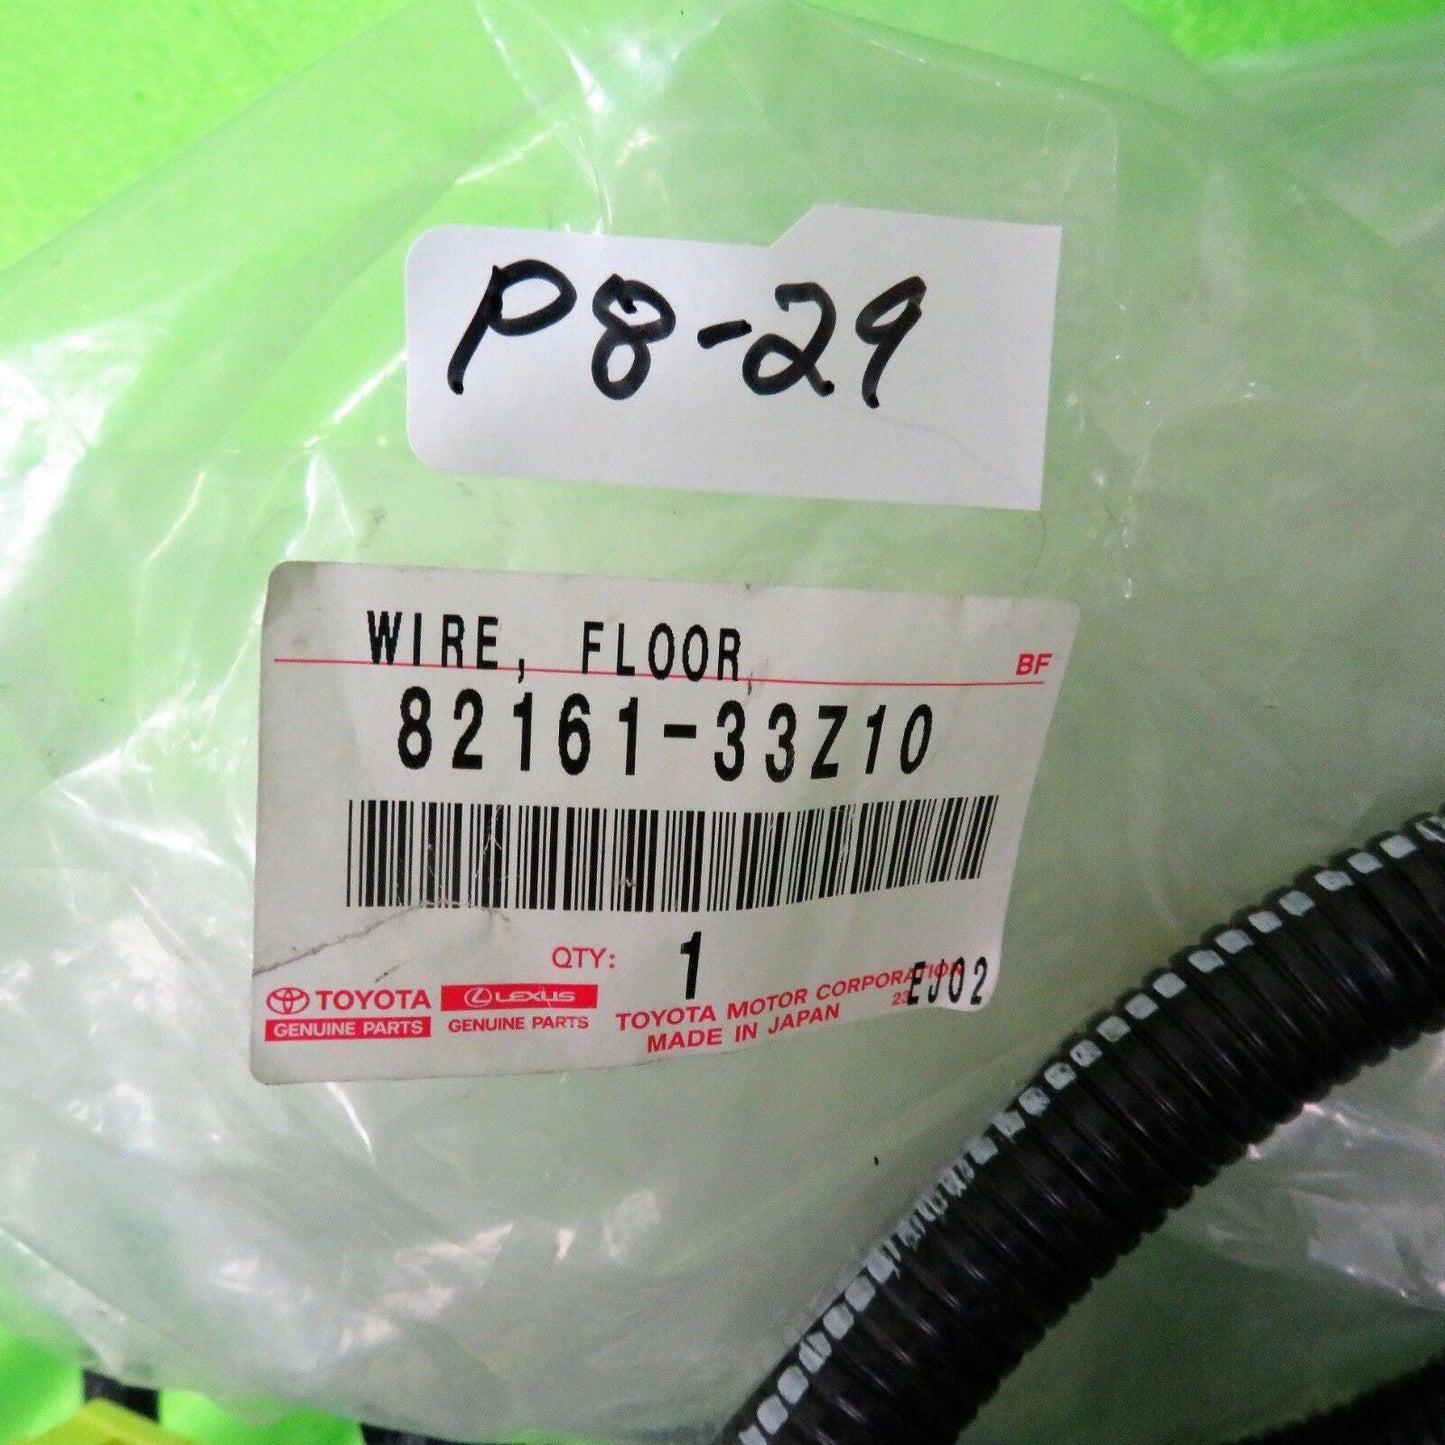 P8-29
WIRE, FLOOR
BF
82161-33Z10
QTY: 1
TOYOTA LEXUS TOYOTA MOTOR CORPORATION 23 EJ02
GENUINE PARTS GENUINE PARTS MADE IN JAPAN